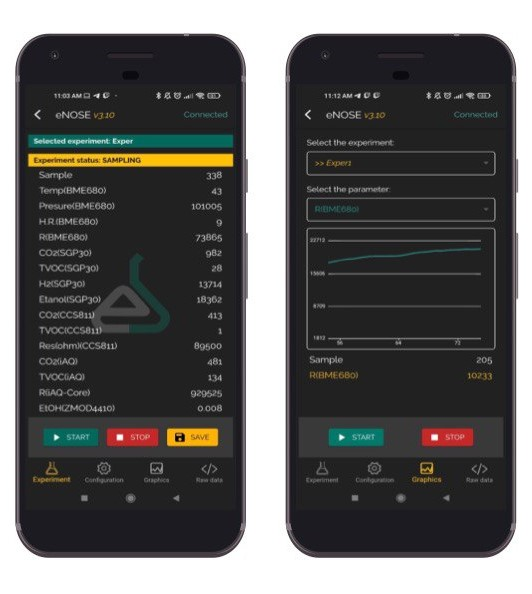 11:03 AM
eNOSE v3.10 Connected
Selected experiment: Exper
Experiment status: SAMPLING
Sample 338
Temp(BME680) 43
Presure(BME680) 101005
H.R.(BME680) 9
R(BME680) 73865
CO2(SGP30) 982
TVOC(SGP30) 28
H2(SGP30) 13714
Etanol(SGP30) 18362
CO2(CCS811) 413
TVOC(CCS811) 1
Res(ohm)(CCS811) 89500
CO2(iAQ) 481
TVOC(iAQ) 134
R(iAQ-Core) 929525
EtOH(ZMOD4410) 0.008
START STOP SAVE
Experiment Configuration Graphics Raw data
11:12 AM
eNOSE v3.10 Connected
Select the experiment:
>> Exper1
Select the parameter:
R(BME680)
22712
15606
8709
1812
56 64 72
Sample 205
R(BME680) 10233
START STOP
Experiment Configuration Graphics Raw data